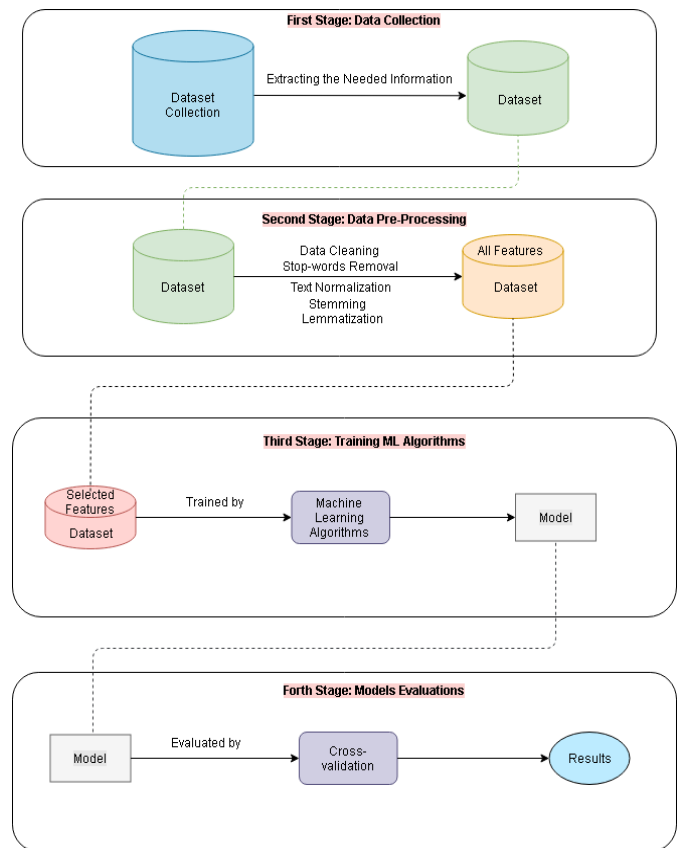 First Stage: Data Collection
Dataset
Collection
Extracting the Needed Information
Dataset
Second Stage: Data Pre-Processing
Dataset
Data Cleaning
Stop-words Removal
Text Normalization
Stemming
Lemmatization
All Features
Dataset
Third Stage: Training ML Algorithms
Selected
Features
Dataset
Trained by
Machine
Learning
Algorithms
Model
Forth Stage: Models Evaluations
Model
Evaluated by
Cross-
validation
Results